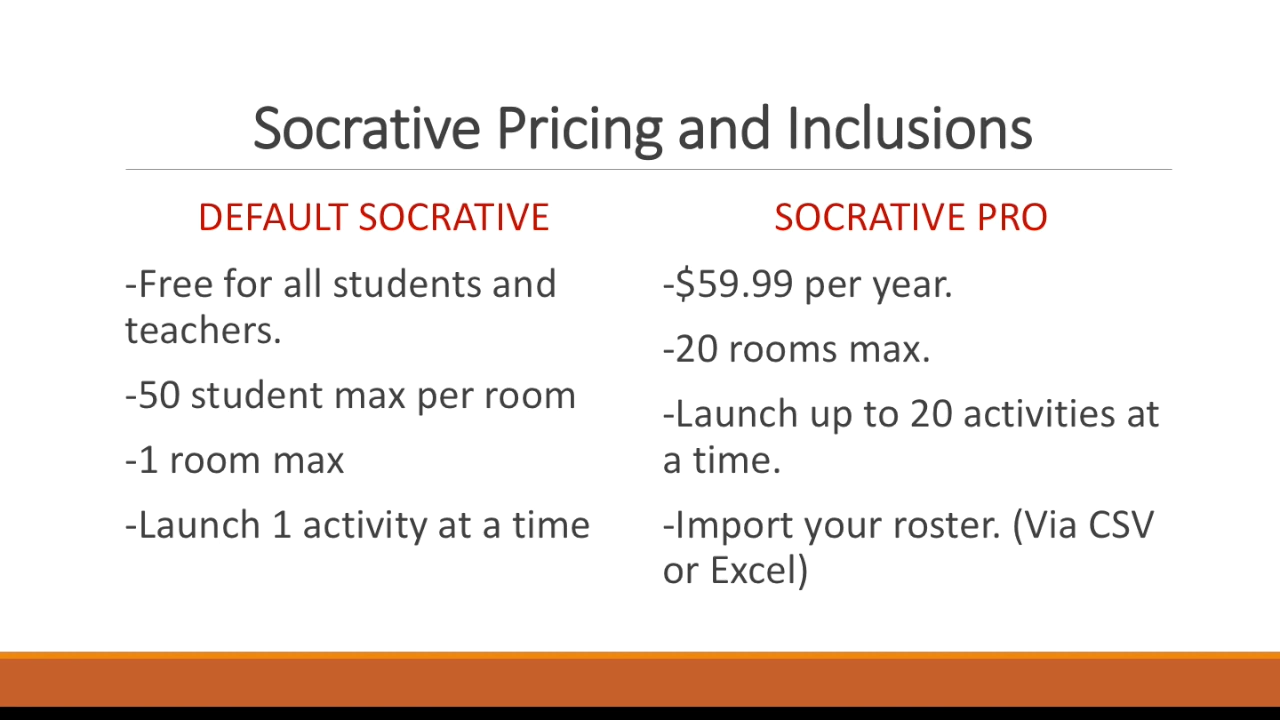 Socrative Pricing and Inclusions
DEFAULT SOCRATIVE
-Free for all students and
teachers.
-50 student max per room
-1 room max
-Launch 1 activity at a time
SOCRATIVE PRO
-$59.99 per year.
-20 rooms max.
-Launch up to 20 activities at
a time.
-Import your roster. (Via CSV
or Excel)